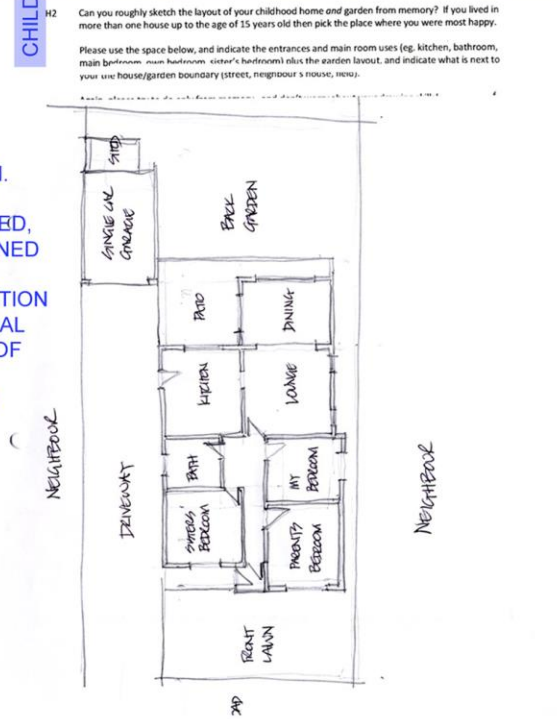 CHILD
H2
Can you roughly sketch the layout of your childhood home and garden from memory? If you lived in
more than one house up to the age of 15 years old then pick the place where you were most happy.
Please use the space below, and indicate the entrances and main room uses (eg. kitchen, bathroom,
main bedroom own bedroom sister's bedroom) plus the garden layout, and indicate what is next to
your the house/garden boundary (street, neighbour's house,
ED,
NED
TION
AL
OF
SHED
SINGLE CAR
GARAGE
BACK
GARDEN
PATIO
DINING
KITCHEN
LOUNGE
NEIGHBOUR
DRIVEWAY
BATH
MY
BEDROOM
SISTERS'
BEDROOM
PARENTS
BEDROOM
NEIGHBOUR
FRONT
LAWN